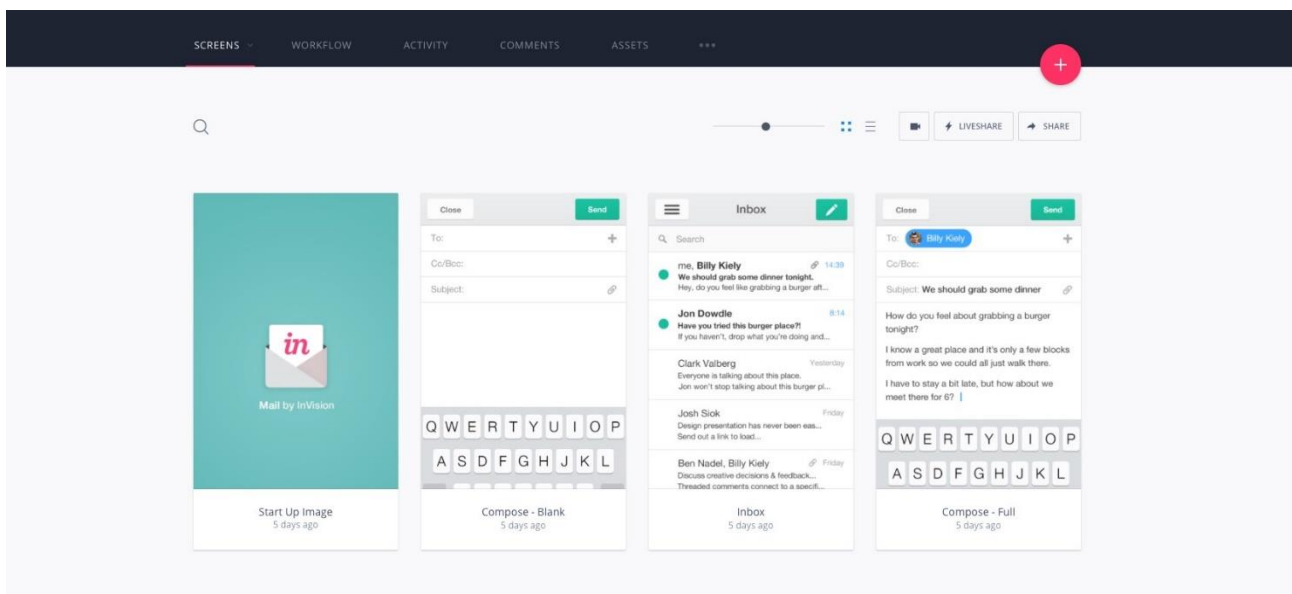 SCREENS
WORKFLOW
ACTIVITY
COMMENTS
ASSETS
LIVESHARE
SHARE
in
Mail by InVision
Start Up Image
5 days ago
Close
Send
To:
Cc/Bcc:
Subject:
Q W E R T Y U I O P
A S D F G H J K L
Compose - Blank
5 days ago
Inbox
Search
me, Billy Kiely 14:39
We should grab some dinner tonight.
Hey, do you feel like grabbing a burger aft...
Jon Dowdle 8:14
Have you tried this burger place?!
If you haven't, drop what you're doing and...
Clark Valberg Yesterday
Everyone is talking about this place.
Jon won't stop talking about this burger pl...
Josh Siok Friday
Design presentation has never been eas...
Send out a link to load...
Ben Nadel, Billy Kiely Friday
Discuss creative decisions & feedback...
Threaded comments connect to a specifi...
Inbox
5 days ago
Close
Send
To: Billy Kiely
Cc/Bcc:
Subject: We should grab some dinner
How do you feel about grabbing a burger
tonight?
I know a great place and it's only a few blocks
from work so we could all just walk there.
I have to stay a bit late, but how about we
meet there for 6?
Q W E R T Y U I O P
A S D F G H J K L
Compose - Full
5 days ago